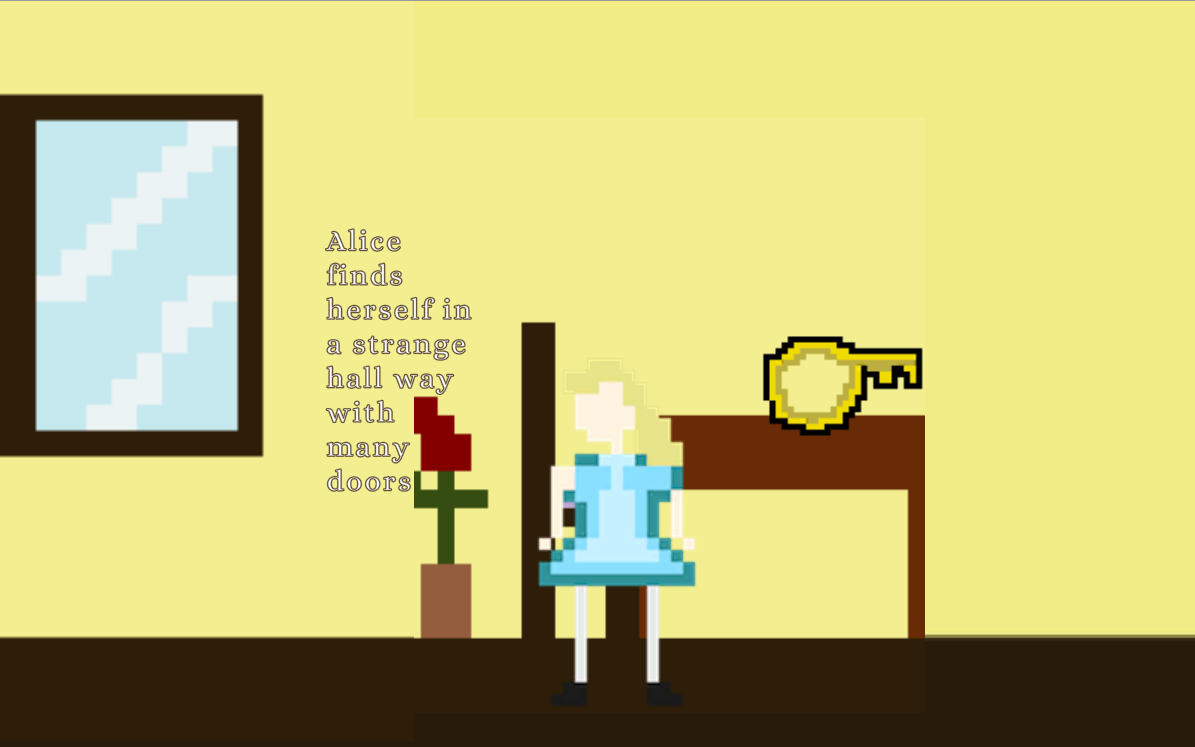 Alice
finds
herself in
a strange
hall way
with
many
doors